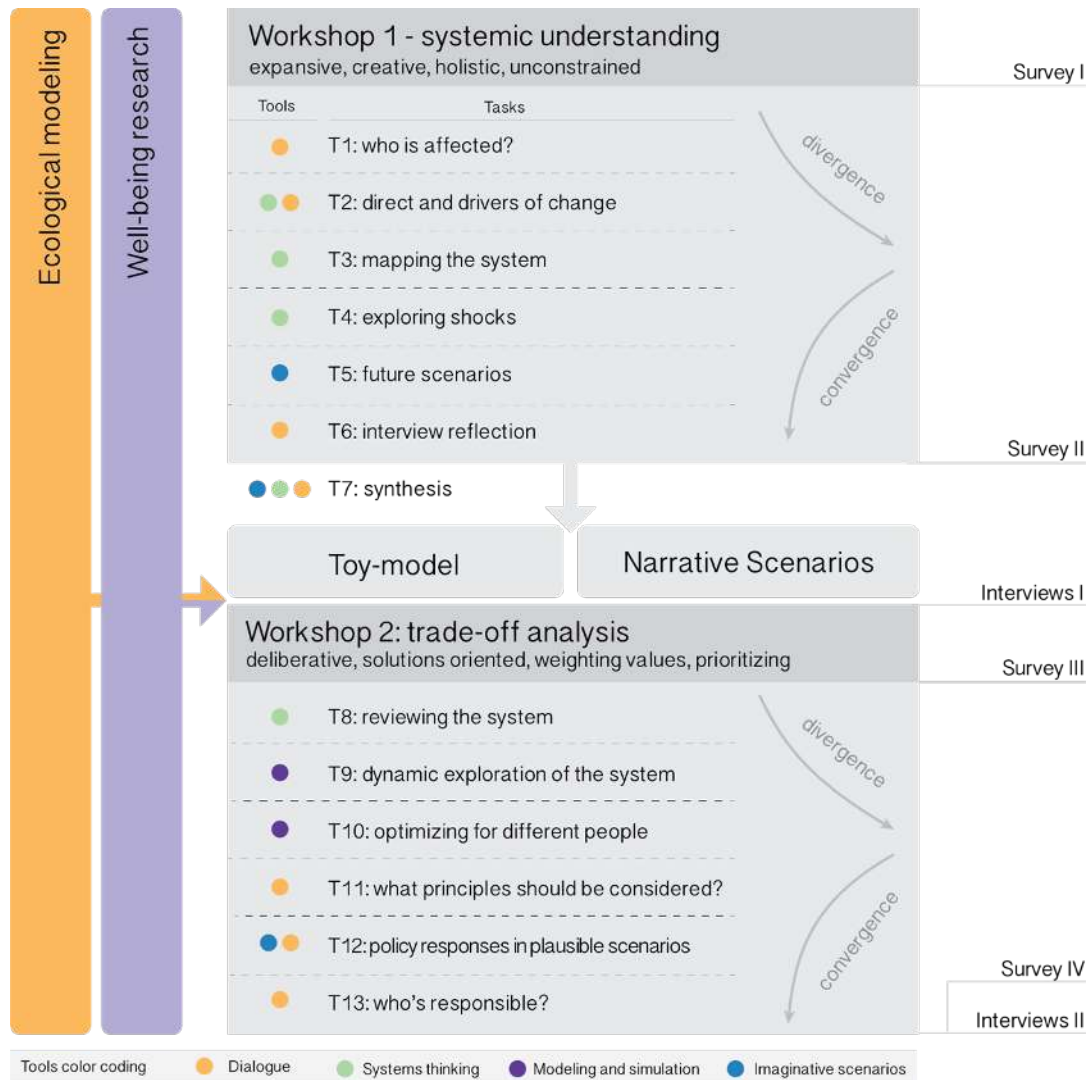 Ecological modeling
Well-being research
Workshop 1 - systemic understanding
expansive, creative, holistic, unconstrained
Survey I
Tools
Tasks
T1: who is affected?
T2: direct and drivers of change
T3: mapping the system
T4: exploring shocks
T5: future scenarios
T6: interview reflection
divergence
convergence
Survey II
T7: synthesis
Toy-model
Narrative Scenarios
Interviews I
Workshop 2: trade-off analysis
deliberative, solutions oriented, weighting values, prioritizing
Survey III
T8: reviewing the system
T9: dynamic exploration of the system
T10: optimizing for different people
T11: what principles should be considered?
T12: policy responses in plausible scenarios
T13: who's responsible?
divergence
convergence
Survey IV
Interviews II
Tools color coding
Dialogue
Systems thinking
Modeling and simulation
Imaginative scenarios